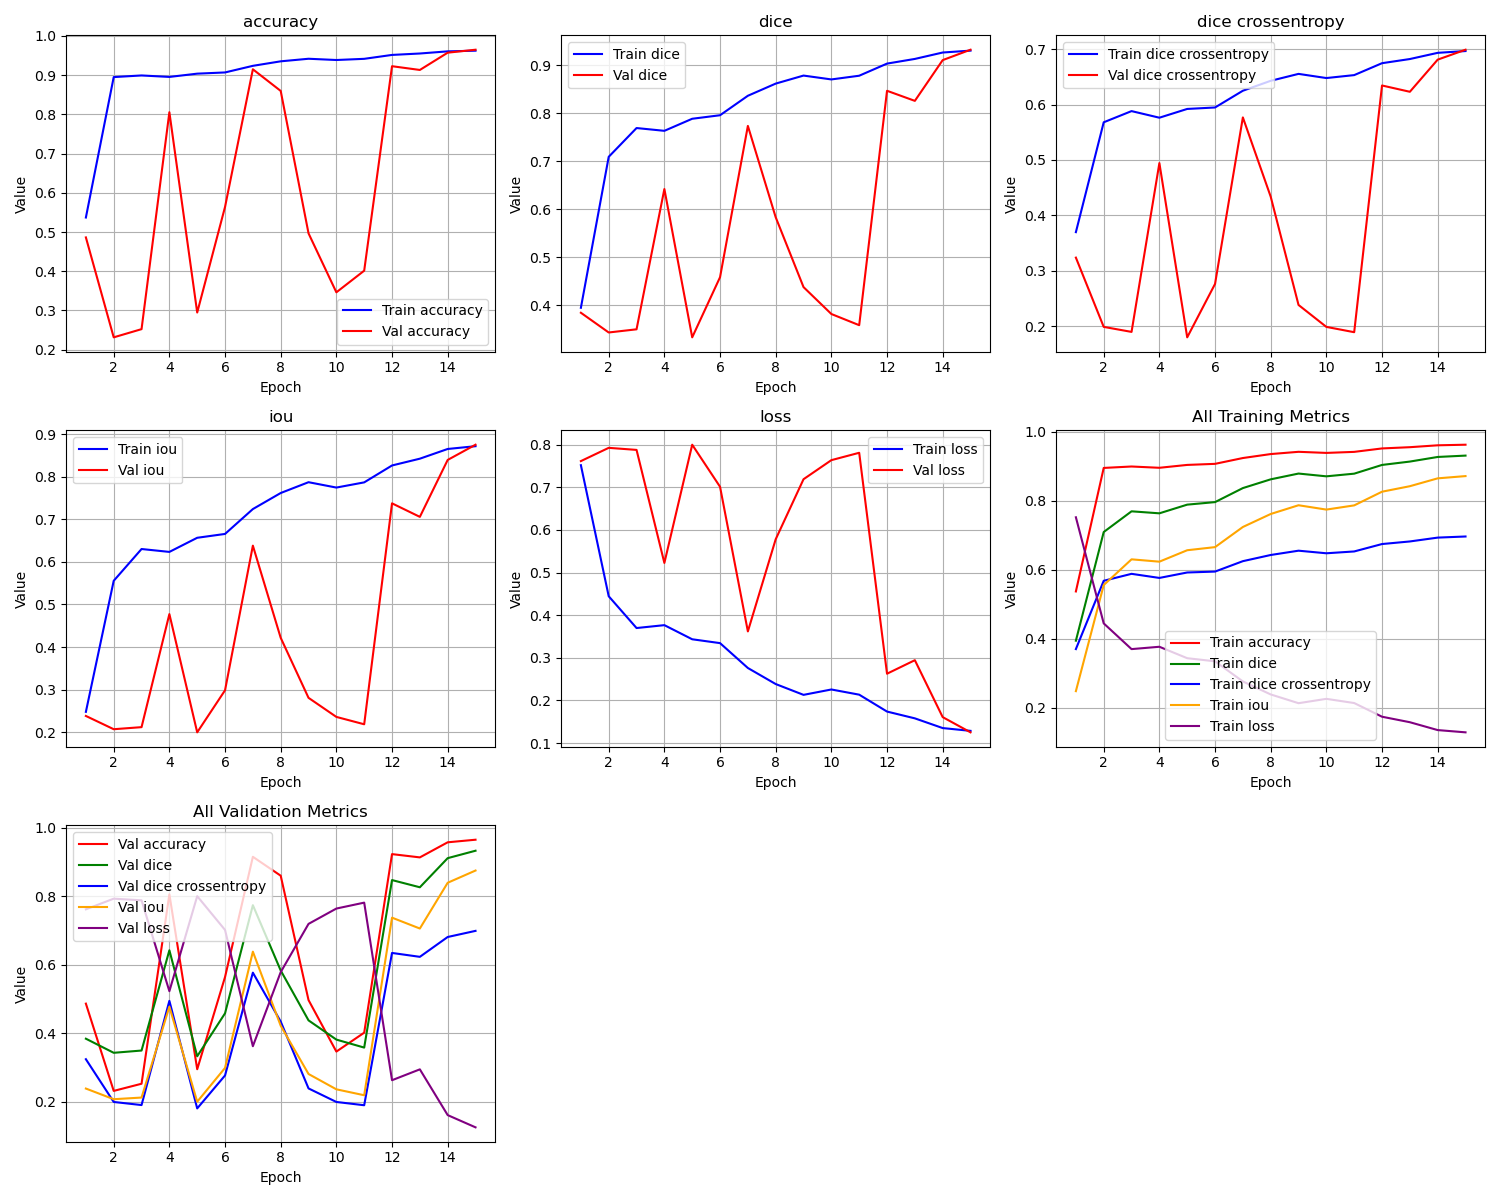 accuracy
1.0
0.9
0.8
0.7
0.6
0.5
0.4
0.3
0.2
Value
2 4 6 8 10 12 14
Epoch
Train accuracy
Val accuracy
dice
0.9
0.8
0.7
0.6
0.5
0.4
Value
2 4 6 8 10 12 14
Epoch
Train dice
Val dice
dice crossentropy
0.7
0.6
0.5
0.4
0.3
0.2
Value
2 4 6 8 10 12 14
Epoch
Train dice crossentropy
Val dice crossentropy
iou
0.9
0.8
0.7
0.6
0.5
0.4
0.3
0.2
Value
2 4 6 8 10 12 14
Epoch
Train iou
Val iou
loss
0.8
0.7
0.6
0.5
0.4
0.3
0.2
0.1
Value
2 4 6 8 10 12 14
Epoch
Train loss
Val loss
All Training Metrics
1.0
0.8
0.6
0.4
0.2
Value
2 4 6 8 10 12 14
Epoch
Train accuracy
Train dice
Train dice crossentropy
Train iou
Train loss
All Validation Metrics
1.0
0.8
0.6
0.4
0.2
Value
2 4 6 8 10 12 14
Epoch
Val accuracy
Val dice
Val dice crossentropy
Val iou
Val loss